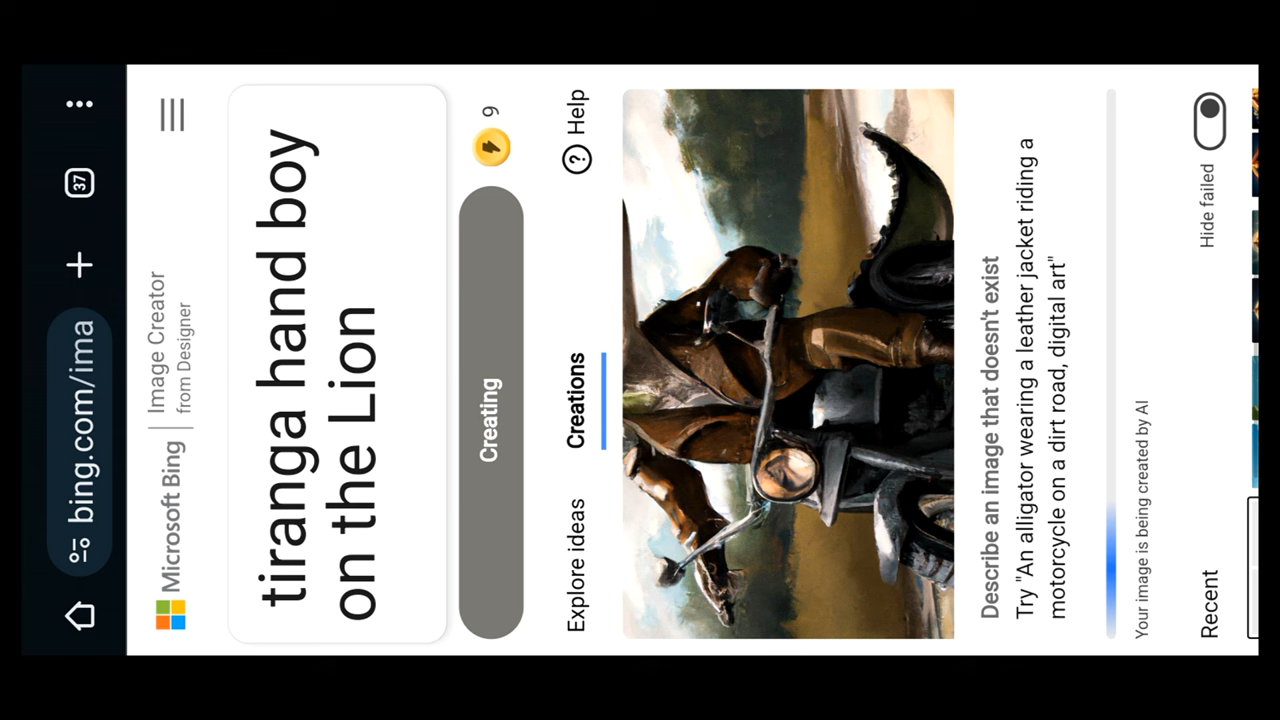 bing.com/ima
37
Microsoft Bing
Image Creator
from Designer
tiranga hand boy
on the Lion
Creating
9
Explore ideas
Creations
Help
Describe an image that doesn't exist
Try "An alligator wearing a leather jacket riding a
motorcycle on a dirt road, digital art"
Your image is being created by AI
Recent
Hide failed